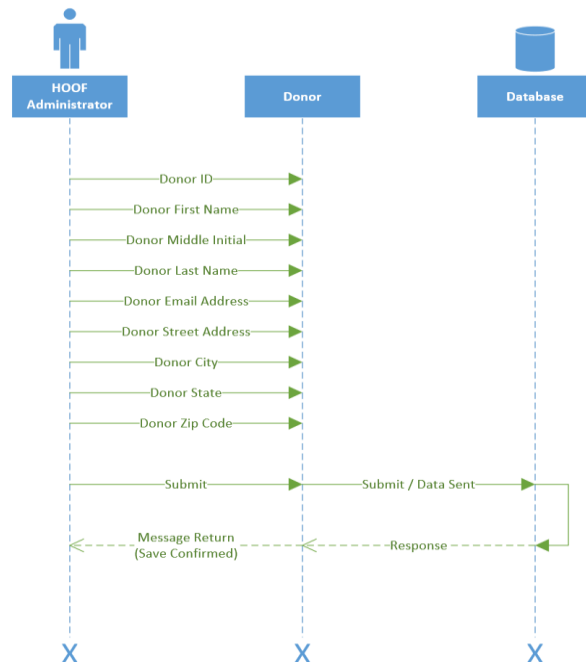 HOOF
Administrator
Donor
Database
Donor ID
Donor First Name
Donor Middle Initial
Donor Last Name
Donor Email Address
Donor Street Address
Donor City
Donor State
Donor Zip Code
Submit
Submit / Data Sent
Message Return
(Save Confirmed)
Response
X X X